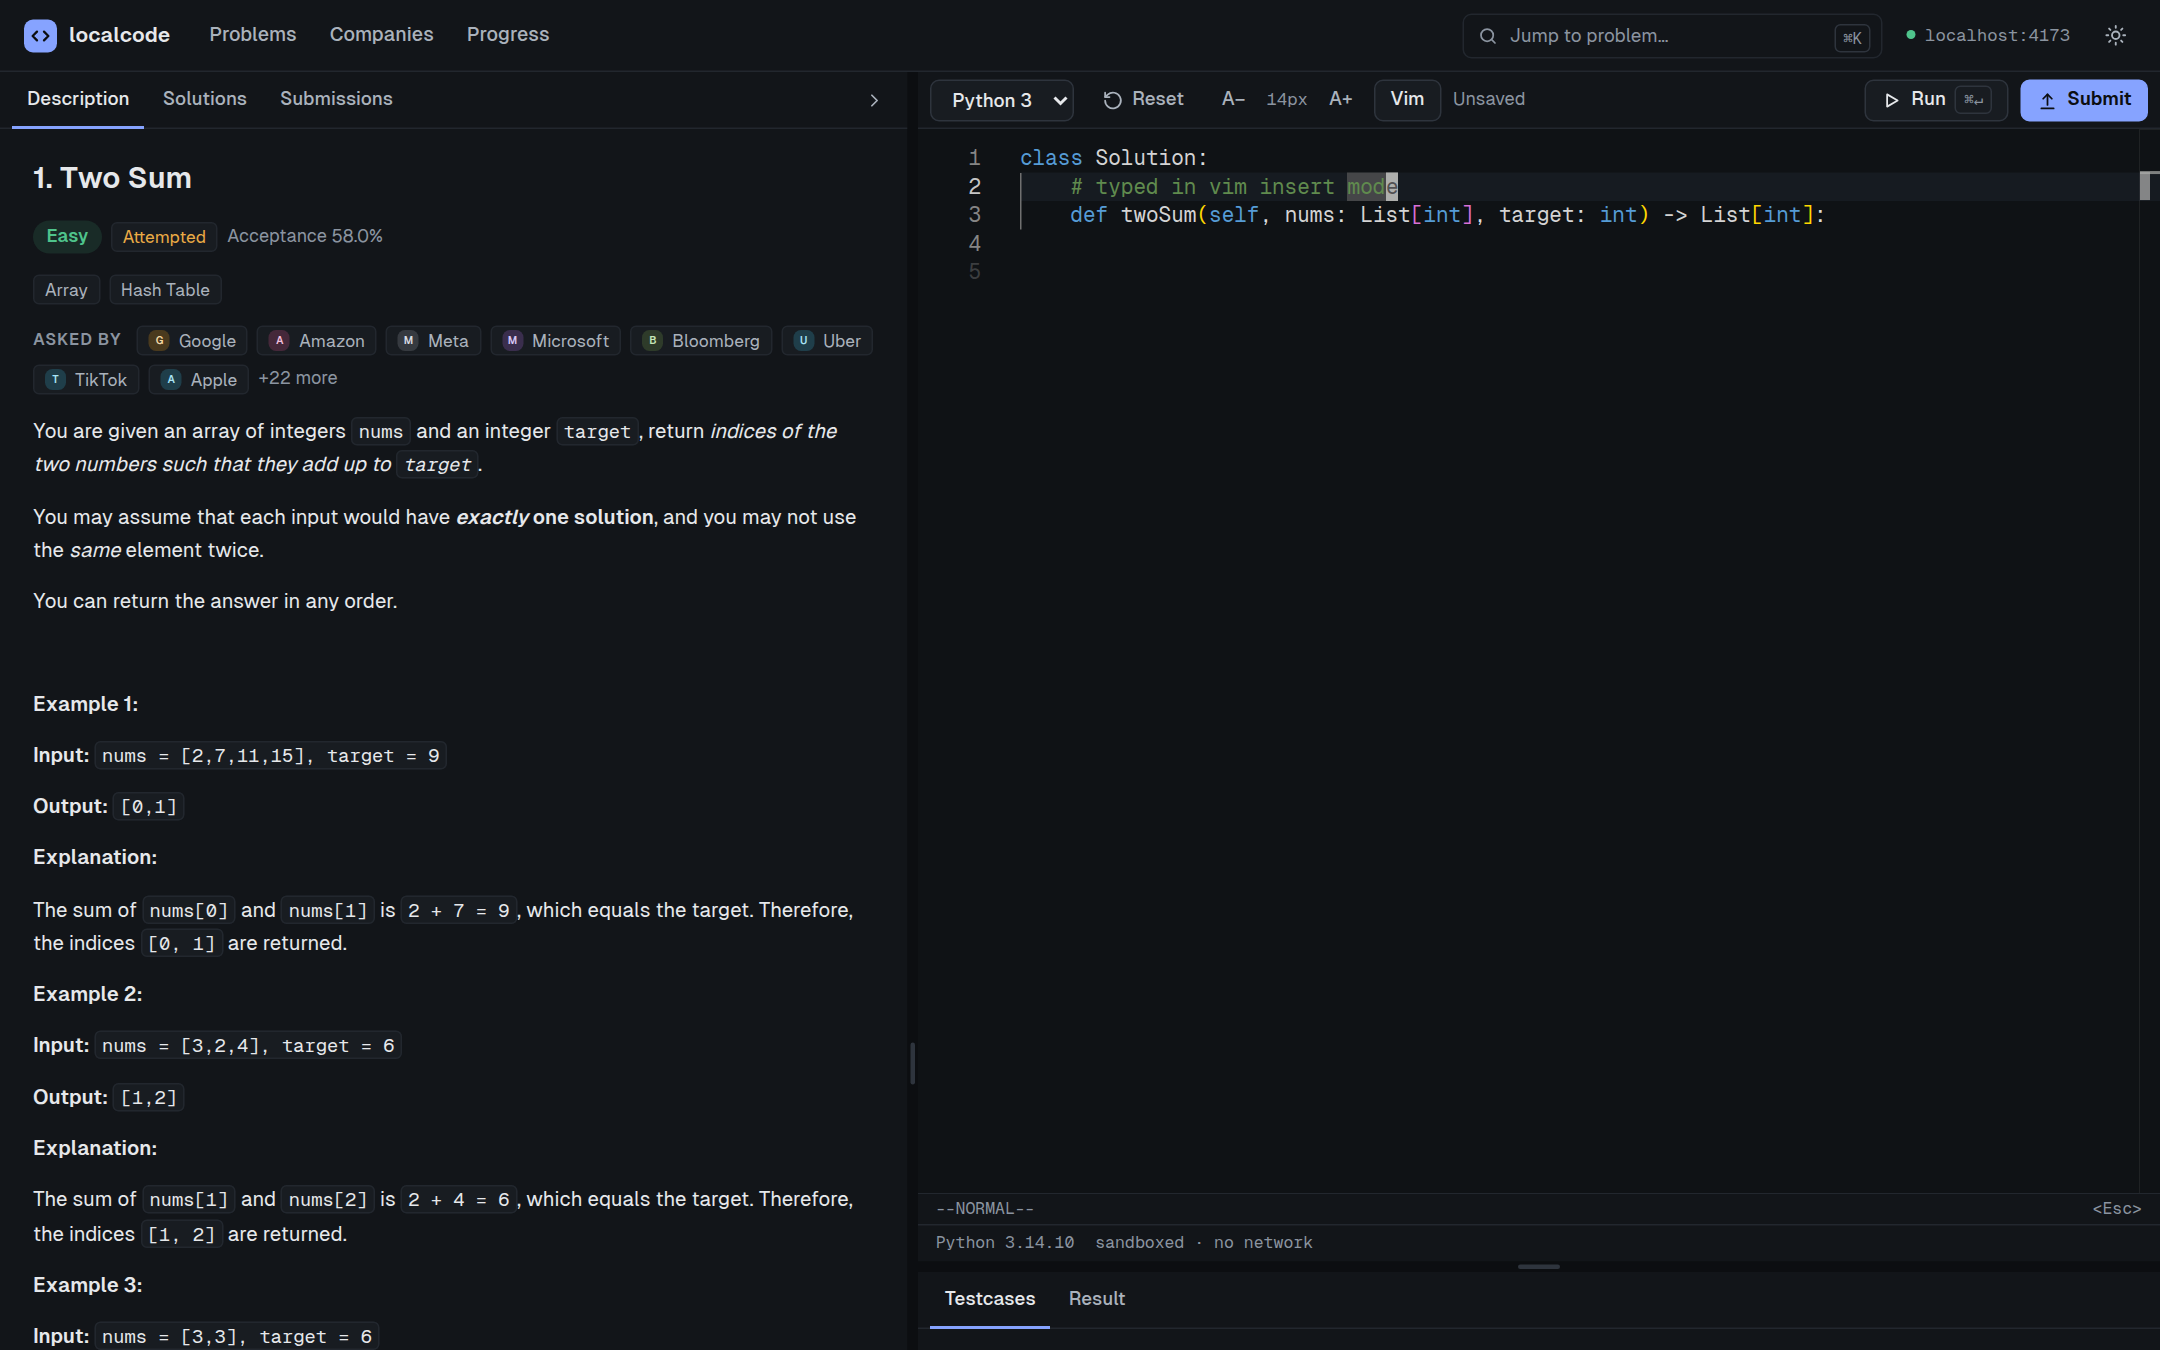 localcode Problems Companies Progress Jump to problem... ⌘K localhost:4173
Description Solutions Submissions
1. Two Sum
Easy Attempted Acceptance 58.0%
Array Hash Table
ASKED BY G Google A Amazon M Meta M Microsoft B Bloomberg U Uber
T TikTok A Apple +22 more
You are given an array of integers nums and an integer target, return indices of the
two numbers such that they add up to target.
You may assume that each input would have exactly one solution, and you may not use
the same element twice.
You can return the answer in any order.
Example 1:
Input: nums = [2,7,11,15], target = 9
Output: [0,1]
Explanation:
The sum of nums[0] and nums[1] is 2 + 7 = 9, which equals the target. Therefore,
the indices [0, 1] are returned.
Example 2:
Input: nums = [3,2,4], target = 6
Output: [1,2]
Explanation:
The sum of nums[1] and nums[2] is 2 + 4 = 6, which equals the target. Therefore,
the indices [1, 2] are returned.
Example 3:
Input: nums = [3,3], target = 6
Python 3 Reset A− 14px A+ Vim Unsaved Run ⌘↵ Submit
1 class Solution:
2 # typed in vim insert mode
3 def twoSum(self, nums: List[int], target: int) -> List[int]:
4
5
--NORMAL-- <Esc>
Python 3.14.10 sandboxed · no network
Testcases Result